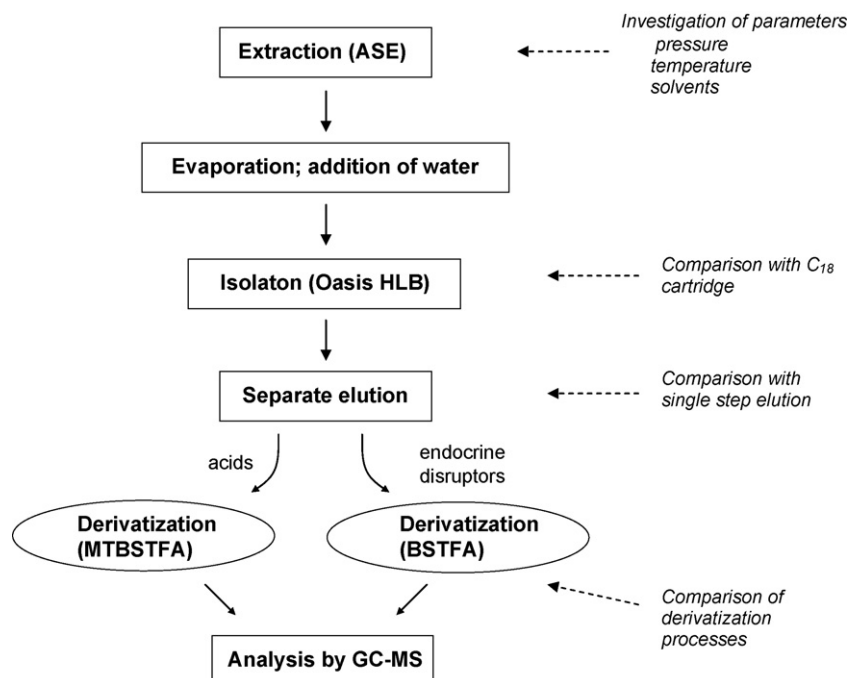 Extraction (ASE)
Investigation of parameters
pressure
temperature
solvents
Evaporation; addition of water
Isolaton (Oasis HLB)
Comparison with C18
cartridge
Separate elution
Comparison with
single step elution
acids
endocrine
disruptors
Derivatization
(MTBSTFA)
Derivatization
(BSTFA)
Comparison of
derivatization
processes
Analysis by GC-MS